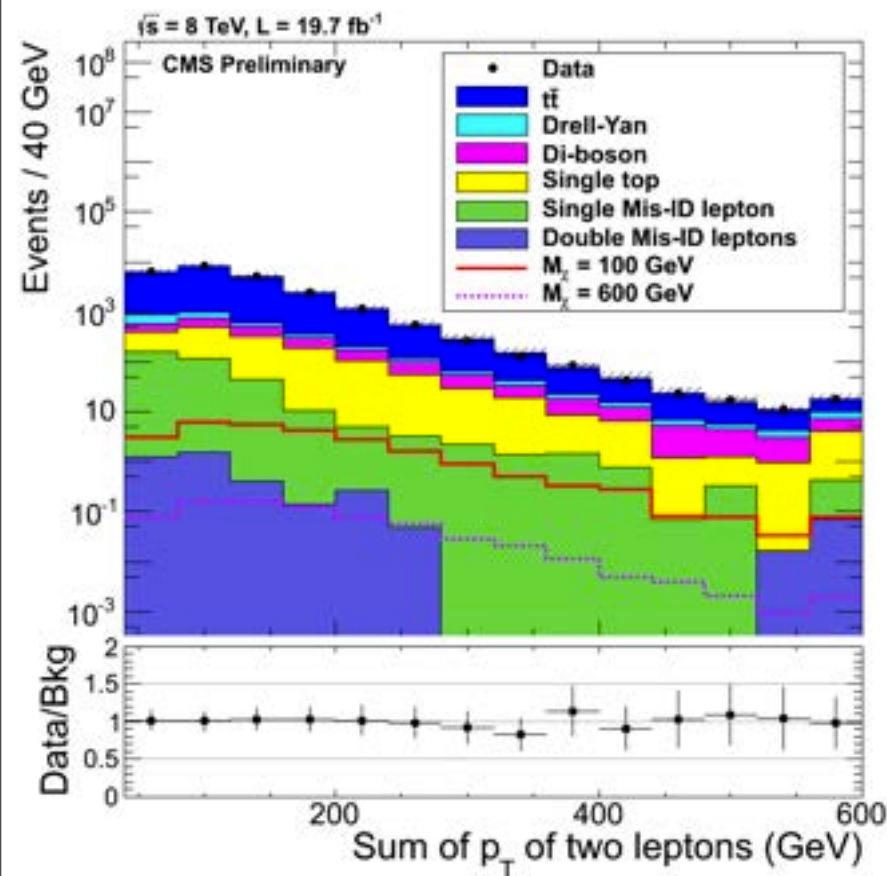 √s = 8 TeV, L = 19.7 fb⁻¹
CMS Preliminary
Events / 40 GeV
10⁸
10⁷
10⁵
10³
10
10⁻¹
10⁻³
Data
tt̄
Drell-Yan
Di-boson
Single top
Single Mis-ID lepton
Double Mis-ID leptons
M_χ = 100 GeV
M_χ = 600 GeV
Data/Bkg
2
1.5
1
0.5
0
200 400 600
Sum of p_T of two leptons (GeV)